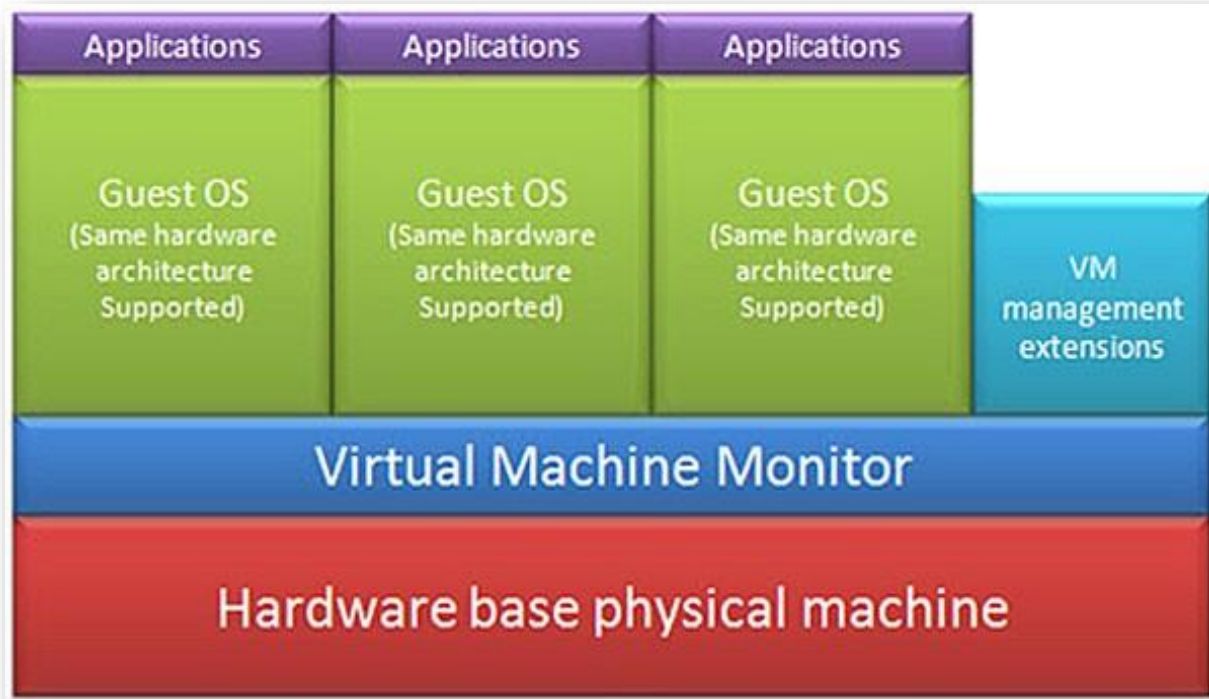 Applications
Applications
Applications
Guest OS
(Same hardware
architecture
Supported)
Guest OS
(Same hardware
architecture
Supported)
Guest OS
(Same hardware
architecture
Supported)
VM
management
extensions
Virtual Machine Monitor
Hardware base physical machine